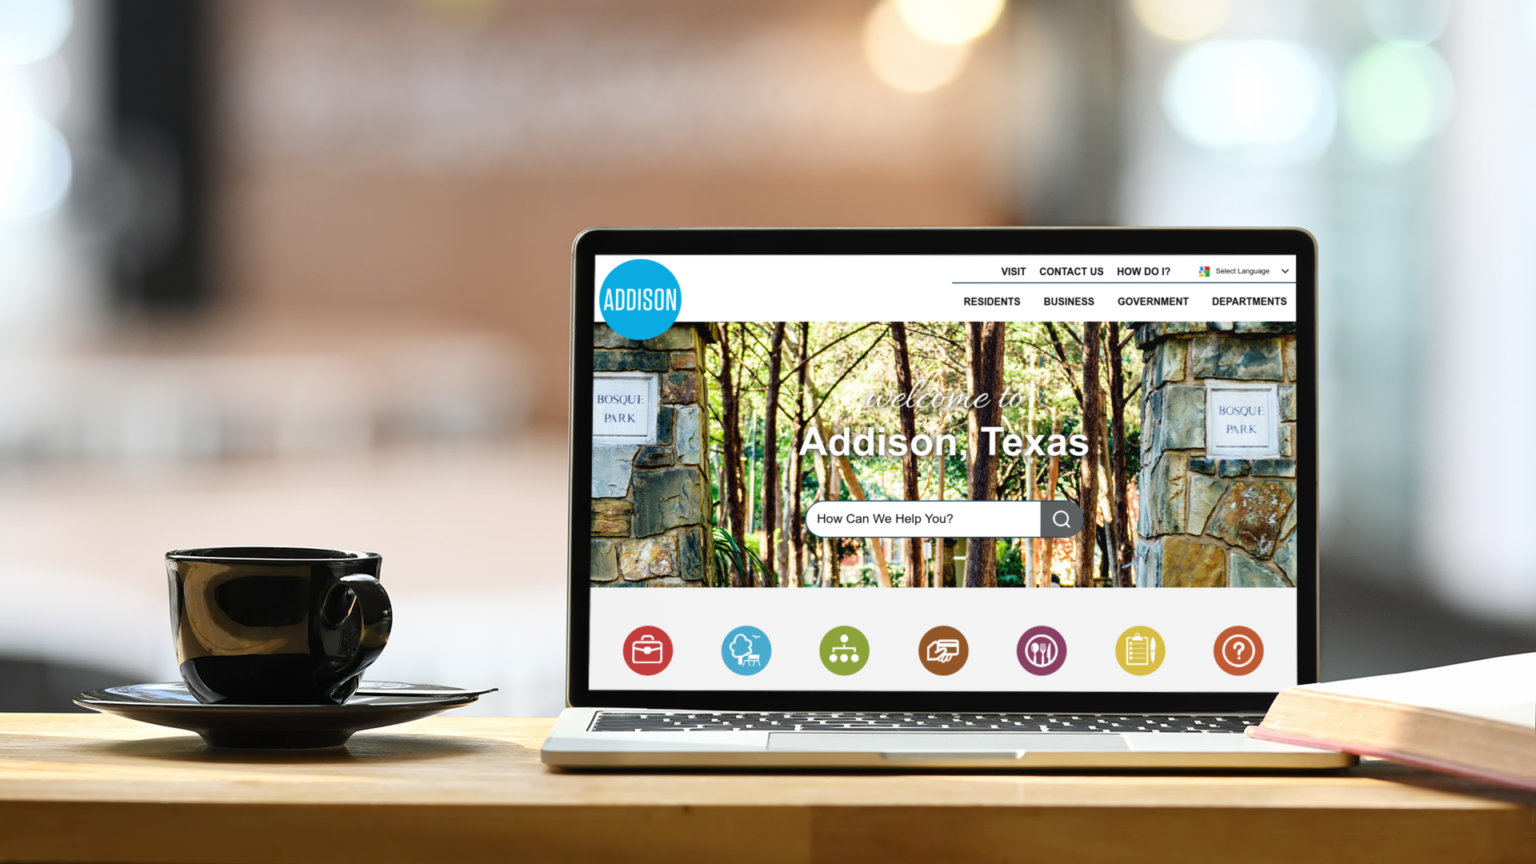 ADDISON
VISIT CONTACT US HOW DO I? Select Language
RESIDENTS BUSINESS GOVERNMENT DEPARTMENTS
BOSQUE
PARK
welcome to
Addison, Texas
BOSQUE
PARK
How Can We Help You?
?